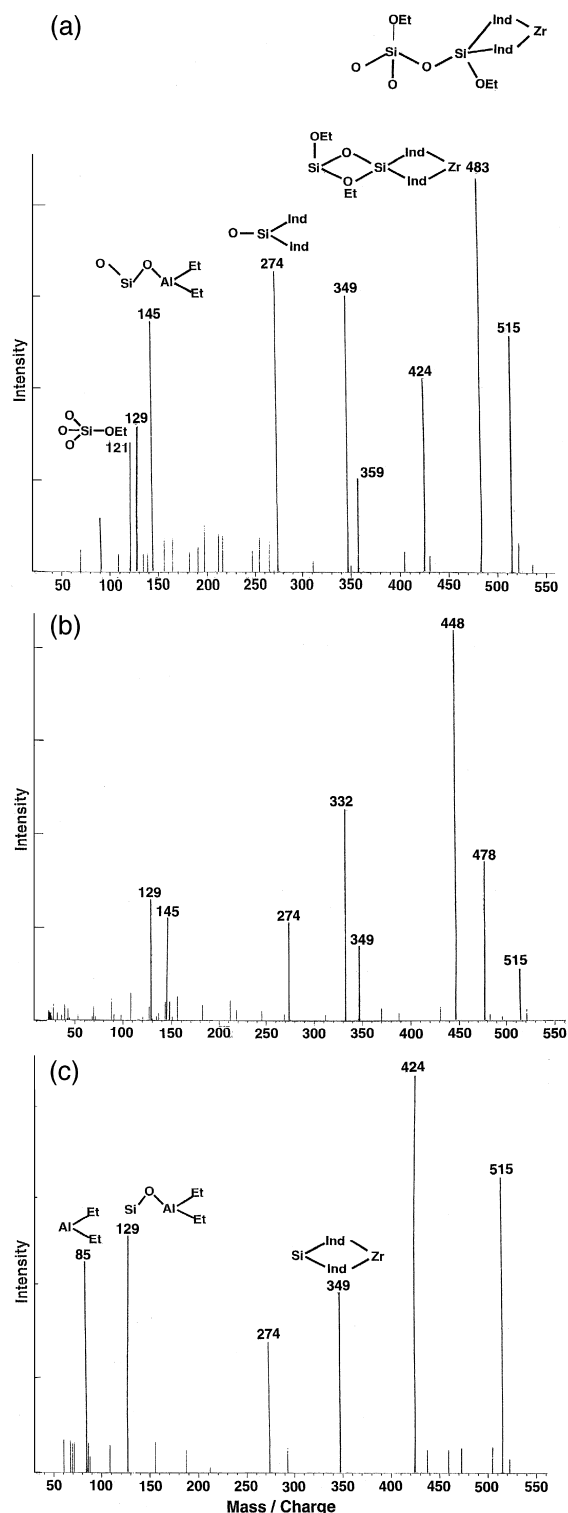 (a)
OEt
Ind
Si
Si
Zr
O
O
Ind
O
OEt
OEt
O
Ind
Si
Si
Zr 483
O
Ind
Et
Ind
O
Si
Ind
274
O
O
Et
Si
Al
Et
145
349
515
424
O
129
O
Si
OEt
O
121
359
Intensity
50 100 150 200 250 300 350 400 450 500 550
(b)
448
332
478
129
145
274
349
515
Intensity
50 100 150 200 250 300 350 400 450 500 550
(c)
424
515
O
Et
Et
Si
Al
Al
Et
Et
129
85
Ind
Si
Zr
Ind
349
274
Intensity
50 100 150 200 250 300 350 400 450 500 550
Mass / Charge